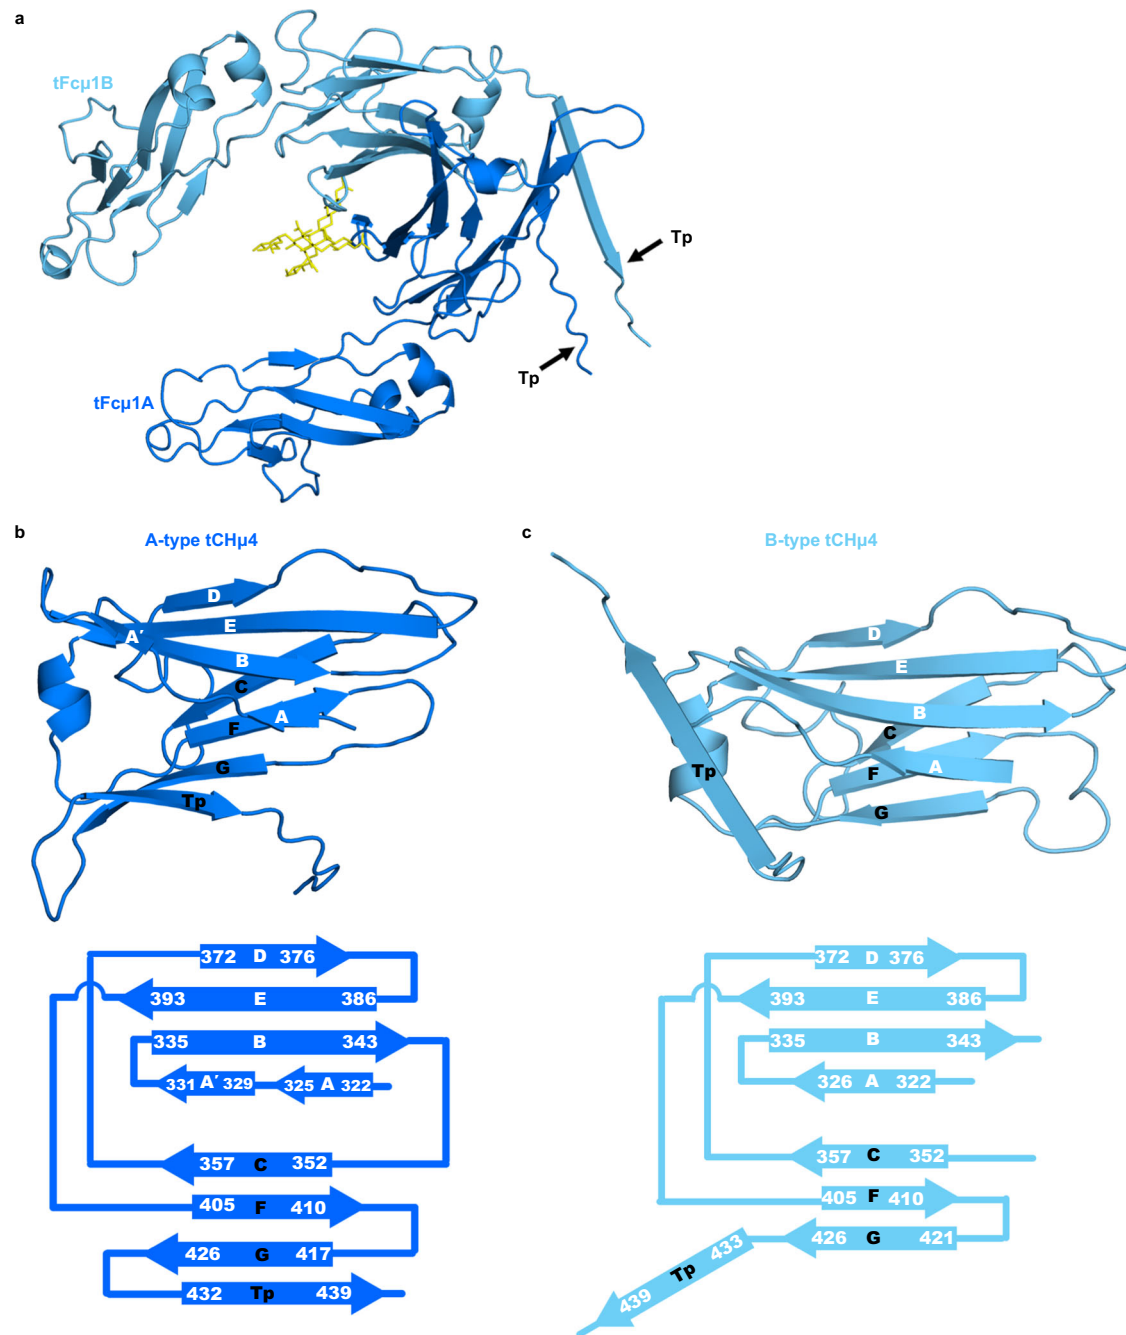 a
tFcµ1B
Tp
Tp
tFcµ1A
b
A-type tCHµ4
c
B-type tCHµ4
D
E
A′
B
C
A
F
G
Tp
D
E
B
C
Tp
F
A
G
372 D 376
393 E 386
335 B 343
331 A′ 329 325 A 322
357 C 352
405 F 410
426 G 417
432 Tp 439
372 D 376
393 E 386
335 B 343
326 A 322
357 C 352
405 F 410
426 G 421
439 Tp 433